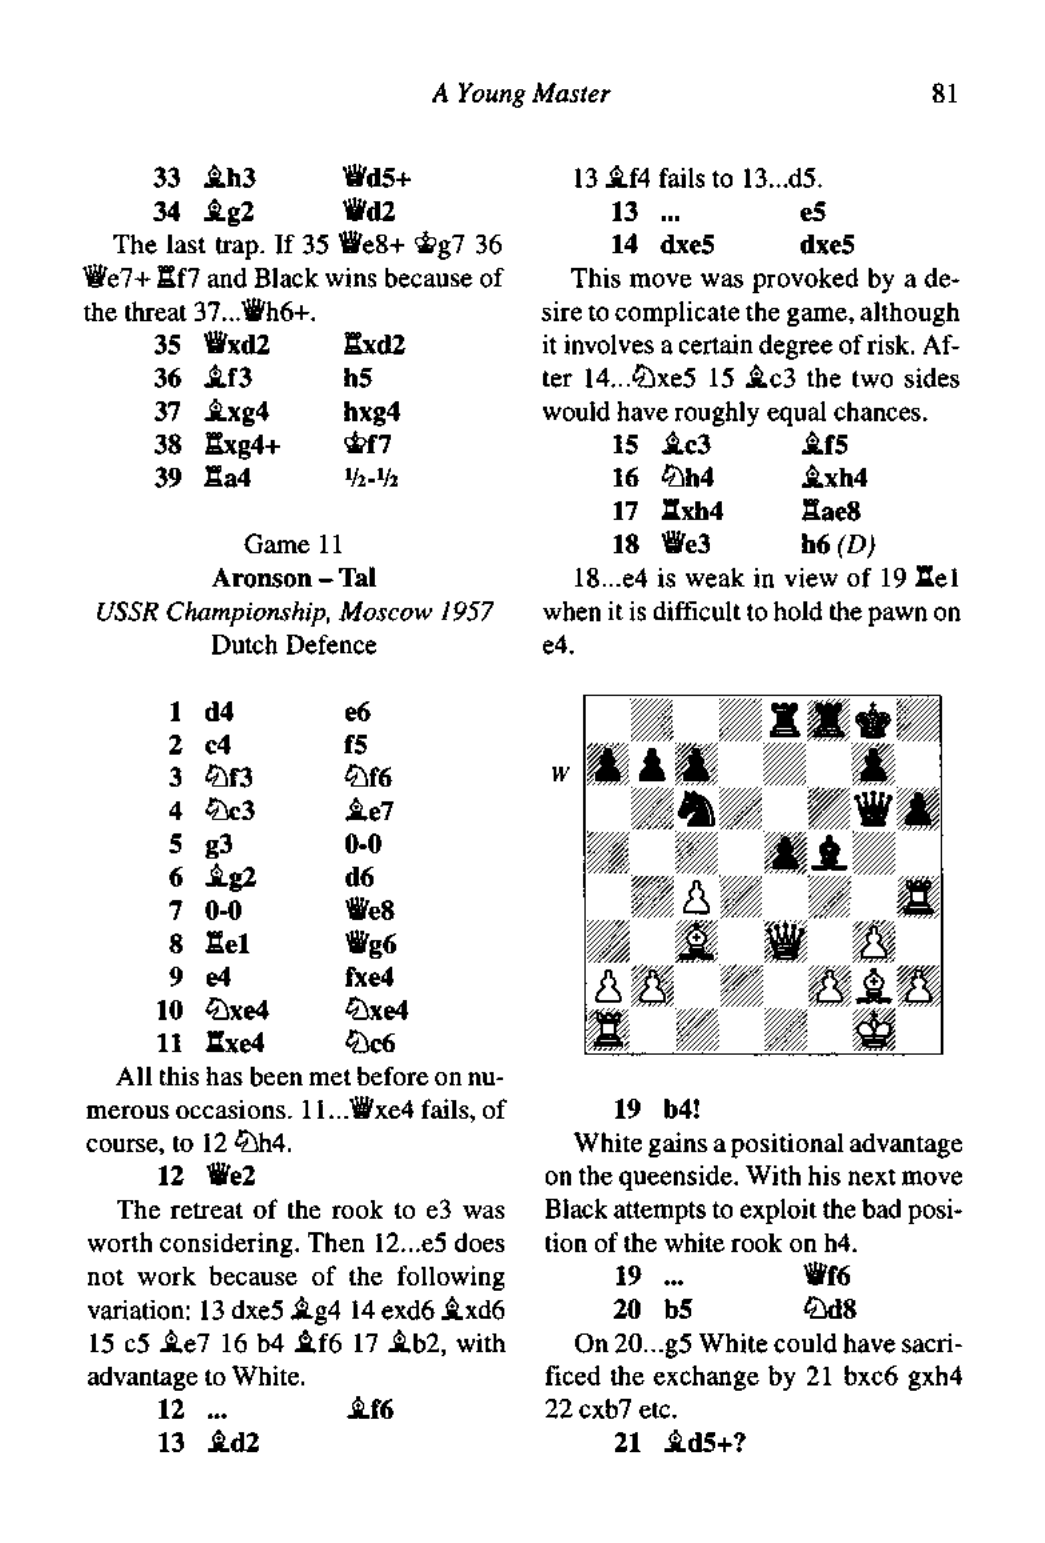 A Young Master 81
33 ♗h3 ♕d5+
34 ♗g2 ♕d2
The last trap. If 35 ♕e8+ ♔g7 36
♕e7+ ♖f7 and Black wins because of
the threat 37...♕h6+.
35 ♕xd2 ♖xd2
36 ♗f3 h5
37 ♗xg4 hxg4
38 ♖xg4+ ♔f7
39 ♖a4 ½-½
Game 11
Aronson – Tal
USSR Championship, Moscow 1957
Dutch Defence
1 d4 e6
2 c4 f5
3 ♘f3 ♘f6
4 ♘c3 ♗e7
5 g3 0-0
6 ♗g2 d6
7 0-0 ♕e8
8 ♖e1 ♕g6
9 e4 fxe4
10 ♘xe4 ♘xe4
11 ♖xe4 ♘c6
All this has been met before on nu-
merous occasions. 11...♕xe4 fails, of
course, to 12 ♘h4.
12 ♕e2
The retreat of the rook to e3 was
worth considering. Then 12...e5 does
not work because of the following
variation: 13 dxe5 ♗g4 14 exd6 ♗xd6
15 c5 ♗e7 16 b4 ♗f6 17 ♗b2, with
advantage to White.
12 ... ♗f6
13 ♗d2
13 ♗f4 fails to 13...d5.
13 ... e5
14 dxe5 dxe5
This move was provoked by a de-
sire to complicate the game, although
it involves a certain degree of risk. Af-
ter 14...♘xe5 15 ♗c3 the two sides
would have roughly equal chances.
15 ♗c3 ♗f5
16 ♘h4 ♗xh4
17 ♖xh4 ♖ae8
18 ♕e3 h6 (D)
18...e4 is weak in view of 19 ♖e1
when it is difficult to hold the pawn on
e4.
W
19 b4!
White gains a positional advantage
on the queenside. With his next move
Black attempts to exploit the bad posi-
tion of the white rook on h4.
19 ... ♕f6
20 b5 ♘d8
On 20...g5 White could have sacri-
ficed the exchange by 21 bxc6 gxh4
22 cxb7 etc.
21 ♗d5+?